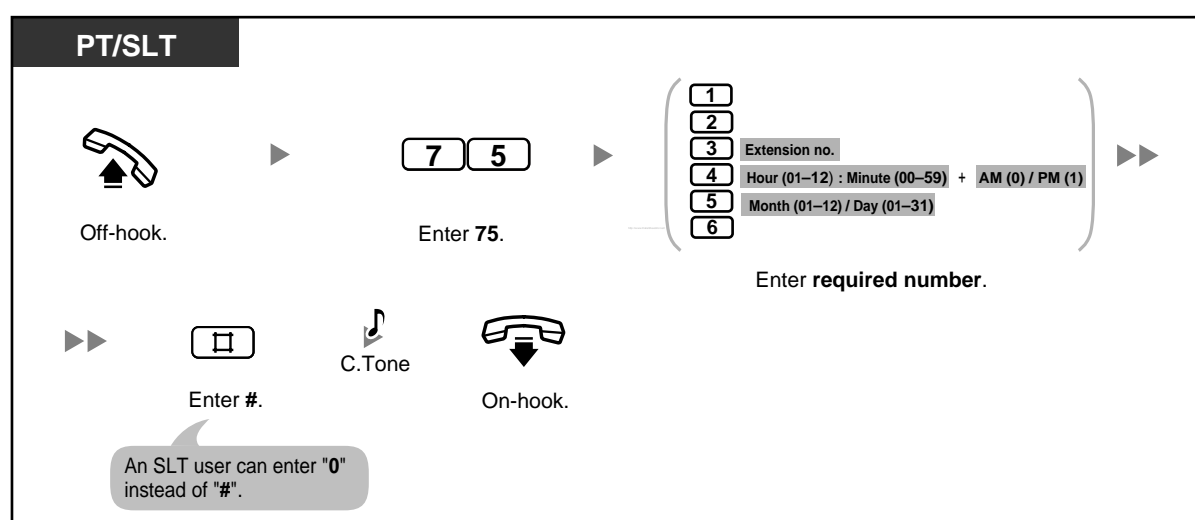 PT/SLT
Off-hook.
7 5
Enter 75.
1
2
3 Extension no.
4 Hour (01–12) : Minute (00–59) + AM (0) / PM (1)
5 Month (01–12) / Day (01–31)
6
Enter required number.
#
Enter #.
C.Tone
On-hook.
An SLT user can enter "0"
instead of "#".